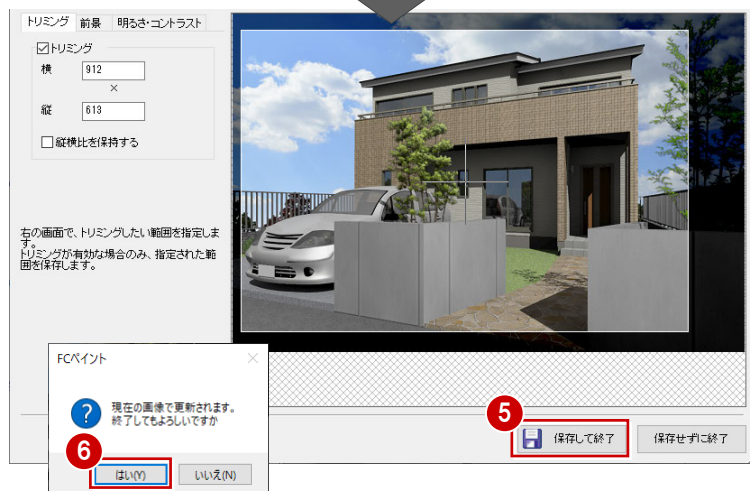 トリミング 前景 明るさ・コントラスト
トリミング
横 912
×
縦 613
縦横比を保持する
右の画面で、トリミングしたい範囲を指定しま
す。
トリミングが有効な場合のみ、指定された範
囲を保存します。
FCペイント
現在の画像で更新されます。
終了してもよろしいですか
6
はい(Y) いいえ(N)
5
保存して終了 保存せずに終了